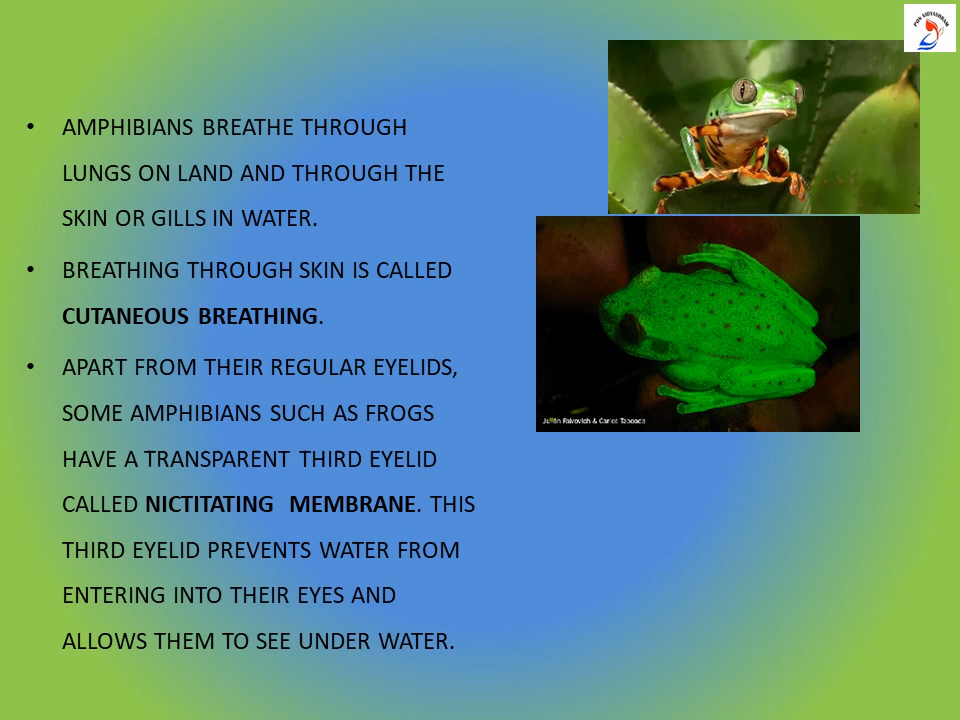 PON VIDYASHRAM
• AMPHIBIANS BREATHE THROUGH
LUNGS ON LAND AND THROUGH THE
SKIN OR GILLS IN WATER.
• BREATHING THROUGH SKIN IS CALLED
CUTANEOUS BREATHING.
• APART FROM THEIR REGULAR EYELIDS,
SOME AMPHIBIANS SUCH AS FROGS
HAVE A TRANSPARENT THIRD EYELID
CALLED NICTITATING MEMBRANE. THIS
THIRD EYELID PREVENTS WATER FROM
ENTERING INTO THEIR EYES AND
ALLOWS THEM TO SEE UNDER WATER.
Julián Faivovich & Carlos Taboada